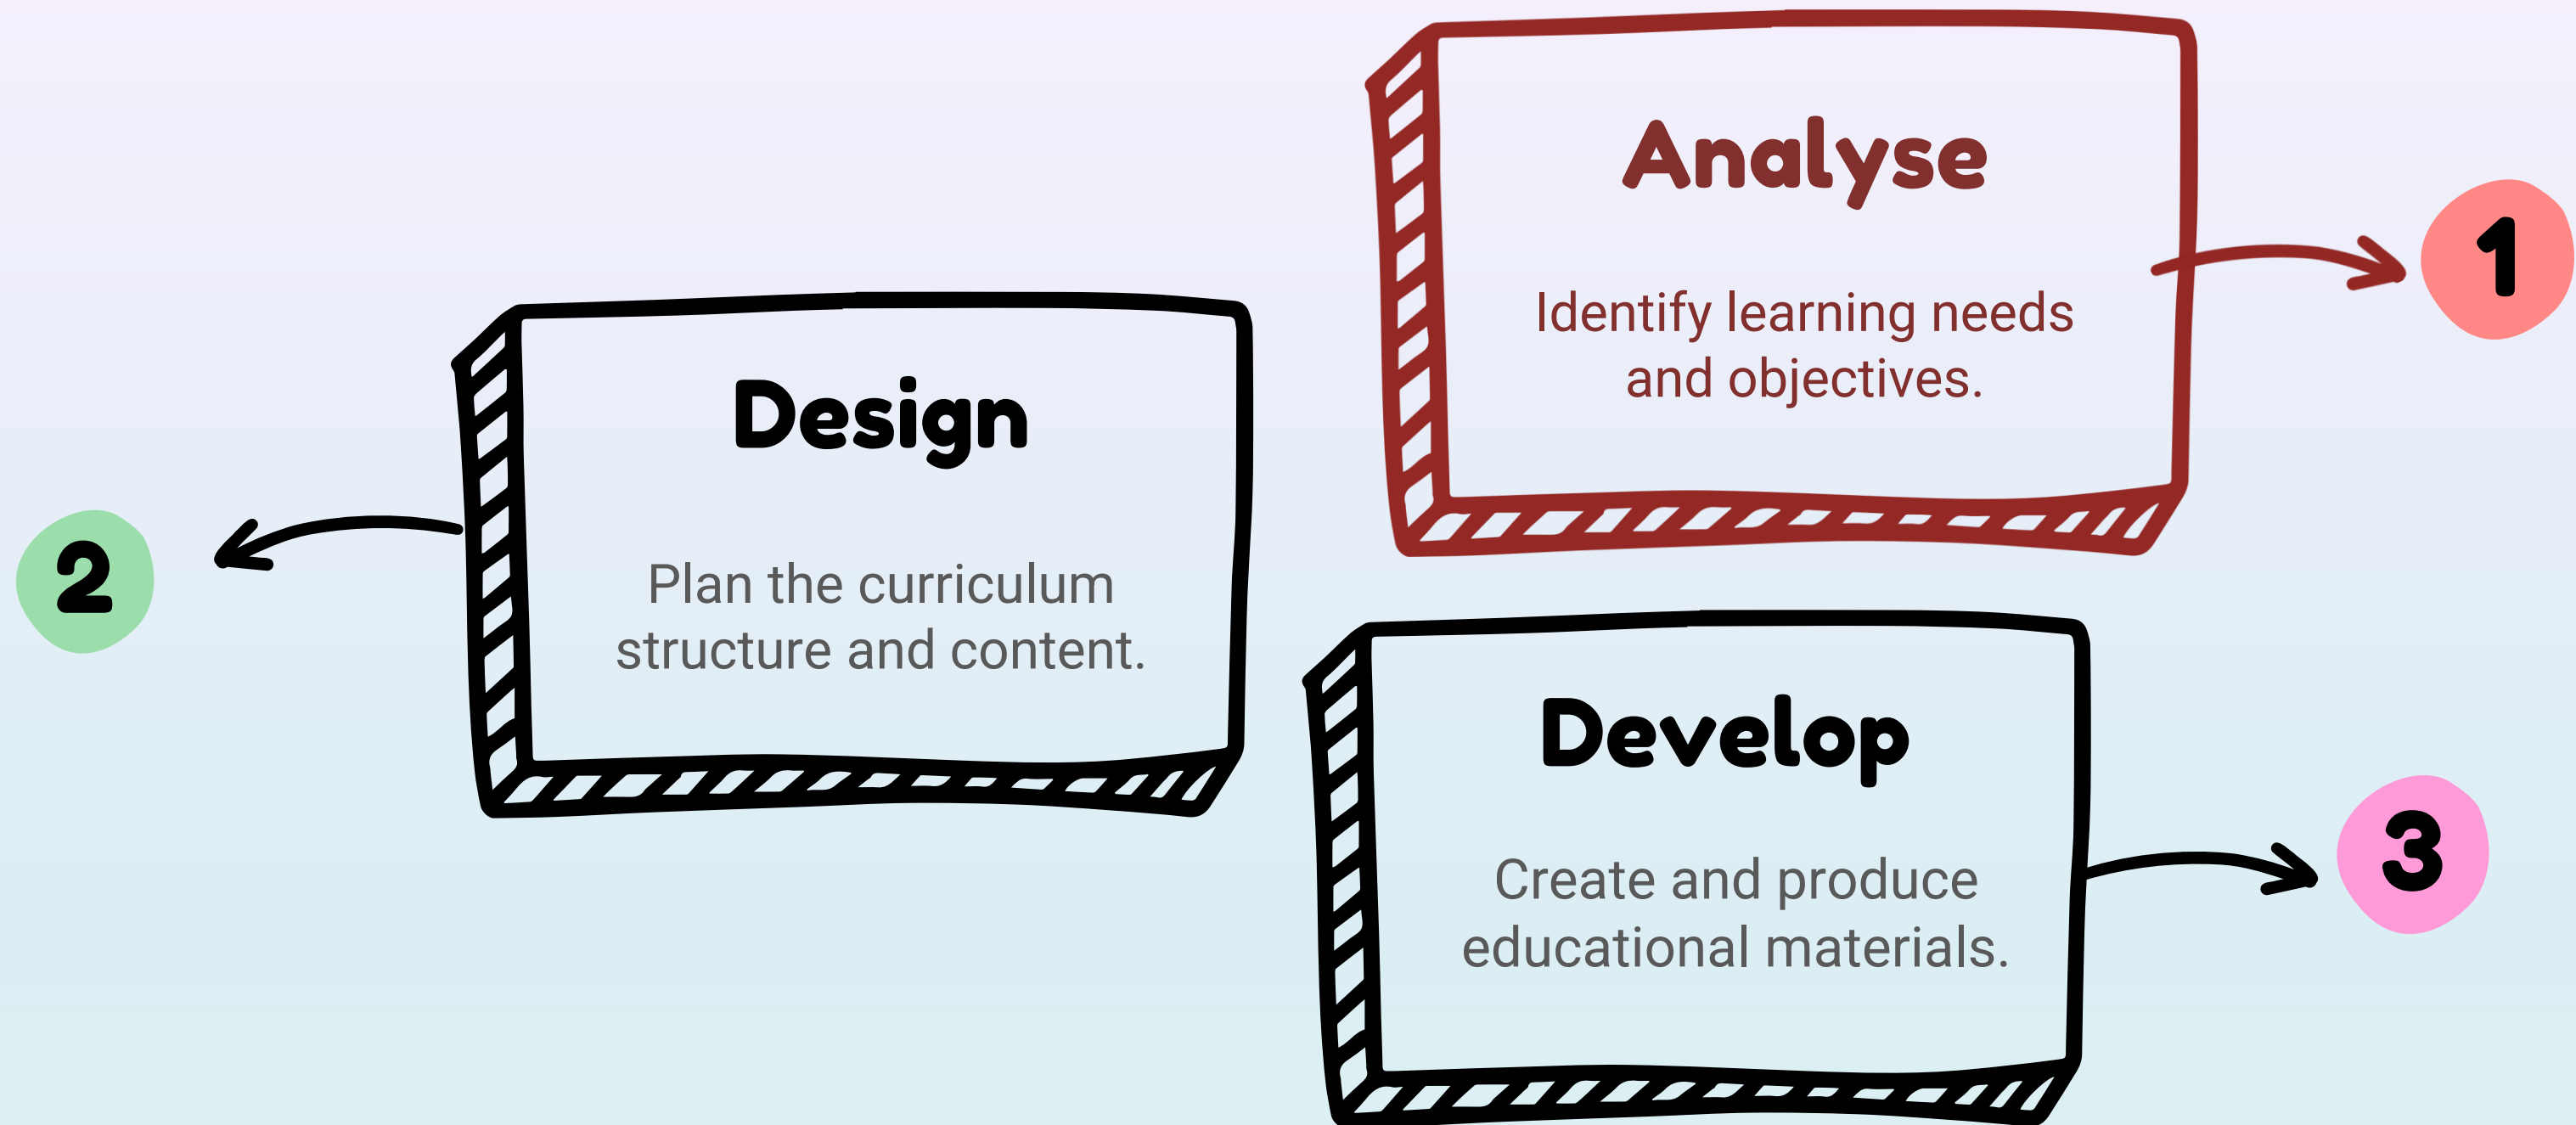 Analyse
Identify learning needs
and objectives.
1
Design
Plan the curriculum
structure and content.
2
Develop
Create and produce
educational materials.
3